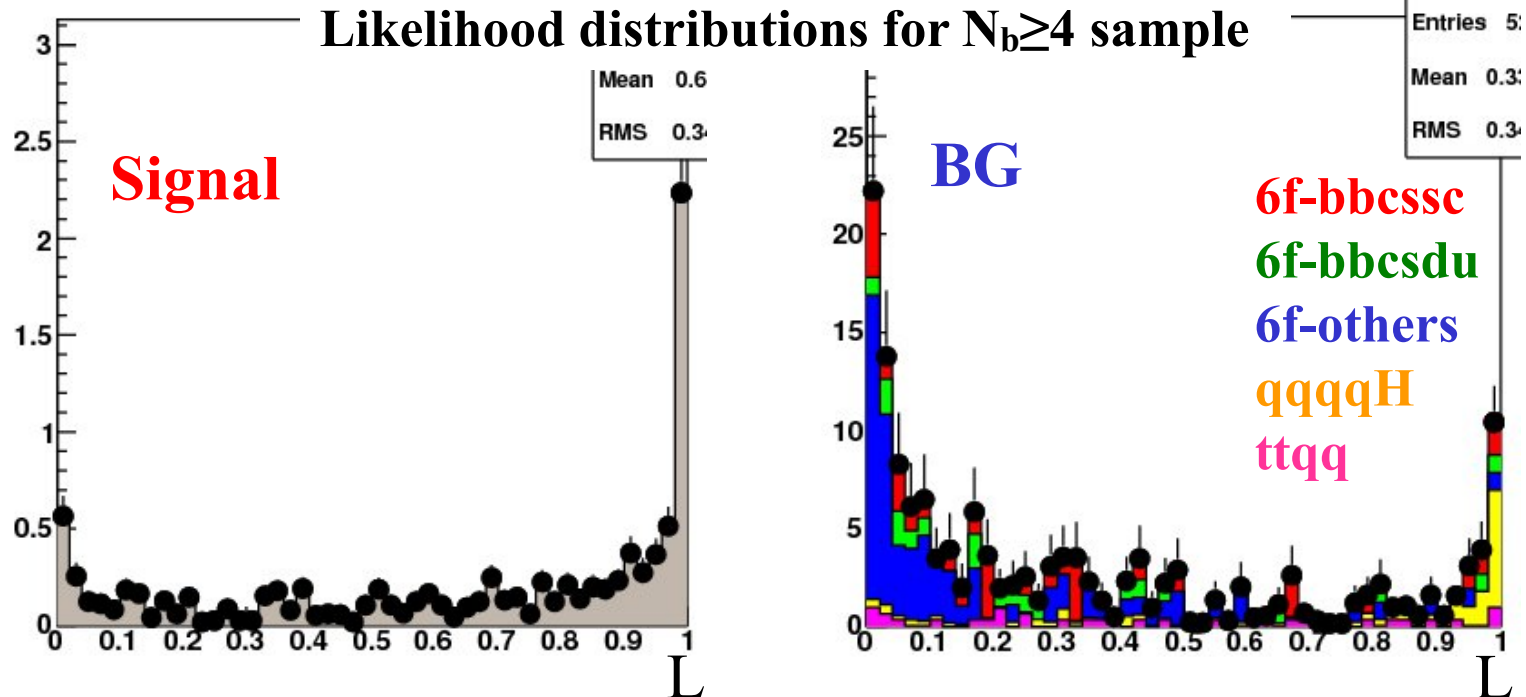 Likelihood distributions for N_b≥4 sample
Mean 0.6
RMS 0.34
Signal
3
2.5
2
1.5
1
0.5
0
0 0.1 0.2 0.3 0.4 0.5 0.6 0.7 0.8 0.9 1
L
Entries
Mean 0.33
RMS 0.34
BG
6f-bbcssc
6f-bbcsdu
6f-others
qqqqH
ttqq
25
20
15
10
5
0
0 0.1 0.2 0.3 0.4 0.5 0.6 0.7 0.8 0.9 1
L